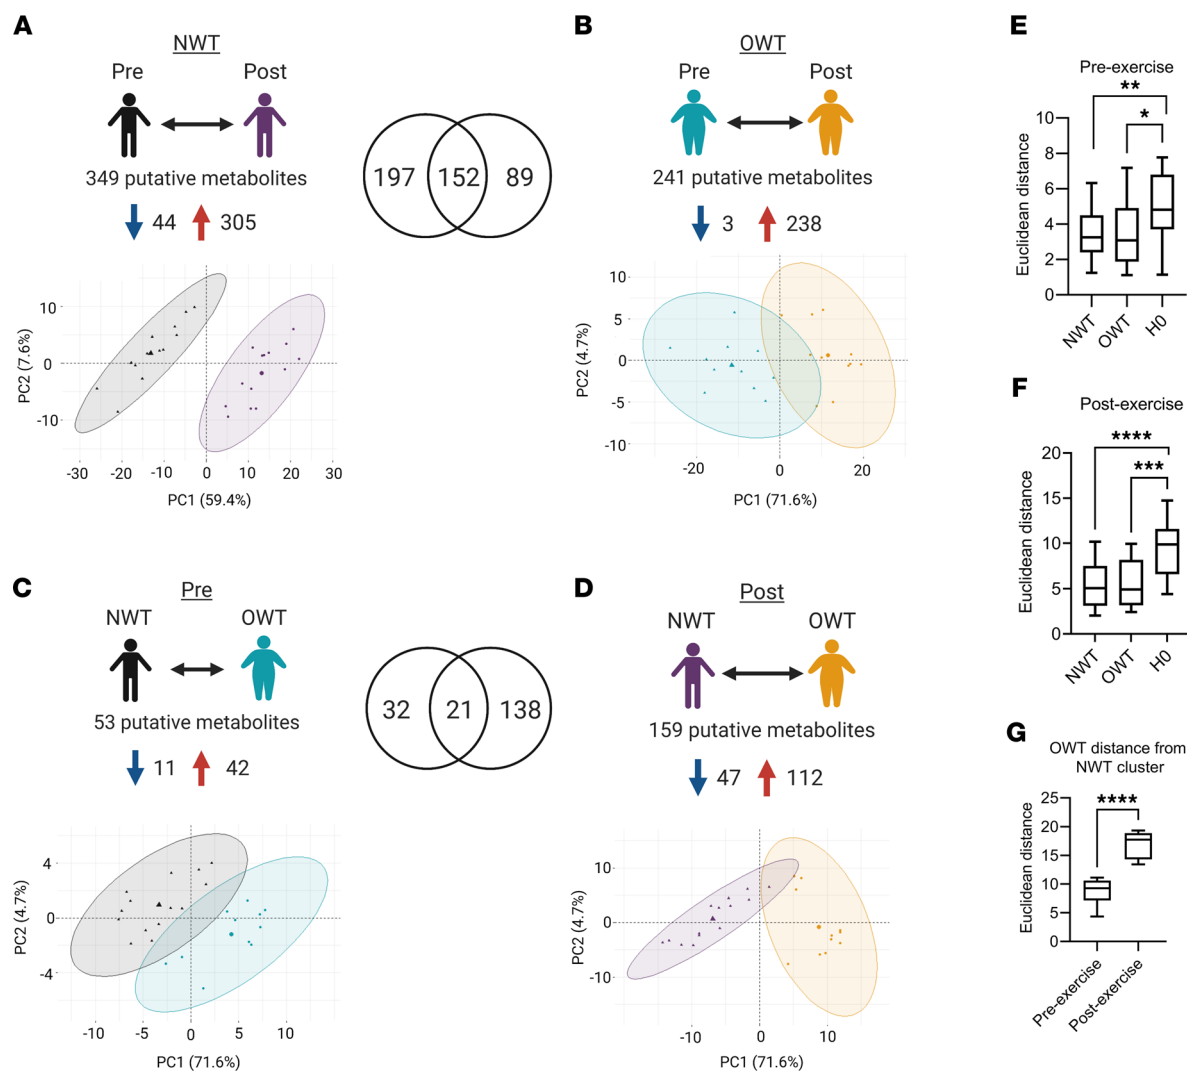 A
NWT
Pre
Post
349 putative metabolites
44
305
197
152
89
10
0
-10
PC2 (7.6%)
-30
-20
-10
0
10
20
30
PC1 (59.4%)
B
OWT
Pre
Post
241 putative metabolites
3
238
10
5
0
-5
-10
PC2 (4.7%)
-20
0
20
PC1 (71.6%)
C
Pre
NWT
OWT
53 putative metabolites
11
42
32
21
138
4
0
-4
PC2 (4.7%)
-10
-5
0
5
10
PC1 (71.6%)
D
Post
NWT
OWT
159 putative metabolites
47
112
10
0
-10
PC2 (4.7%)
-10
0
10
PC1 (71.6%)
E
Pre-exercise
**
*
10
8
6
4
2
0
Euclidean distance
NWT
OWT
H0
F
Post-exercise
****
***
20
15
10
5
0
Euclidean distance
NWT
OWT
H0
G
OWT distance from
NWT cluster
****
25
20
15
10
5
0
Euclidean distance
Pre-exercise
Post-exercise